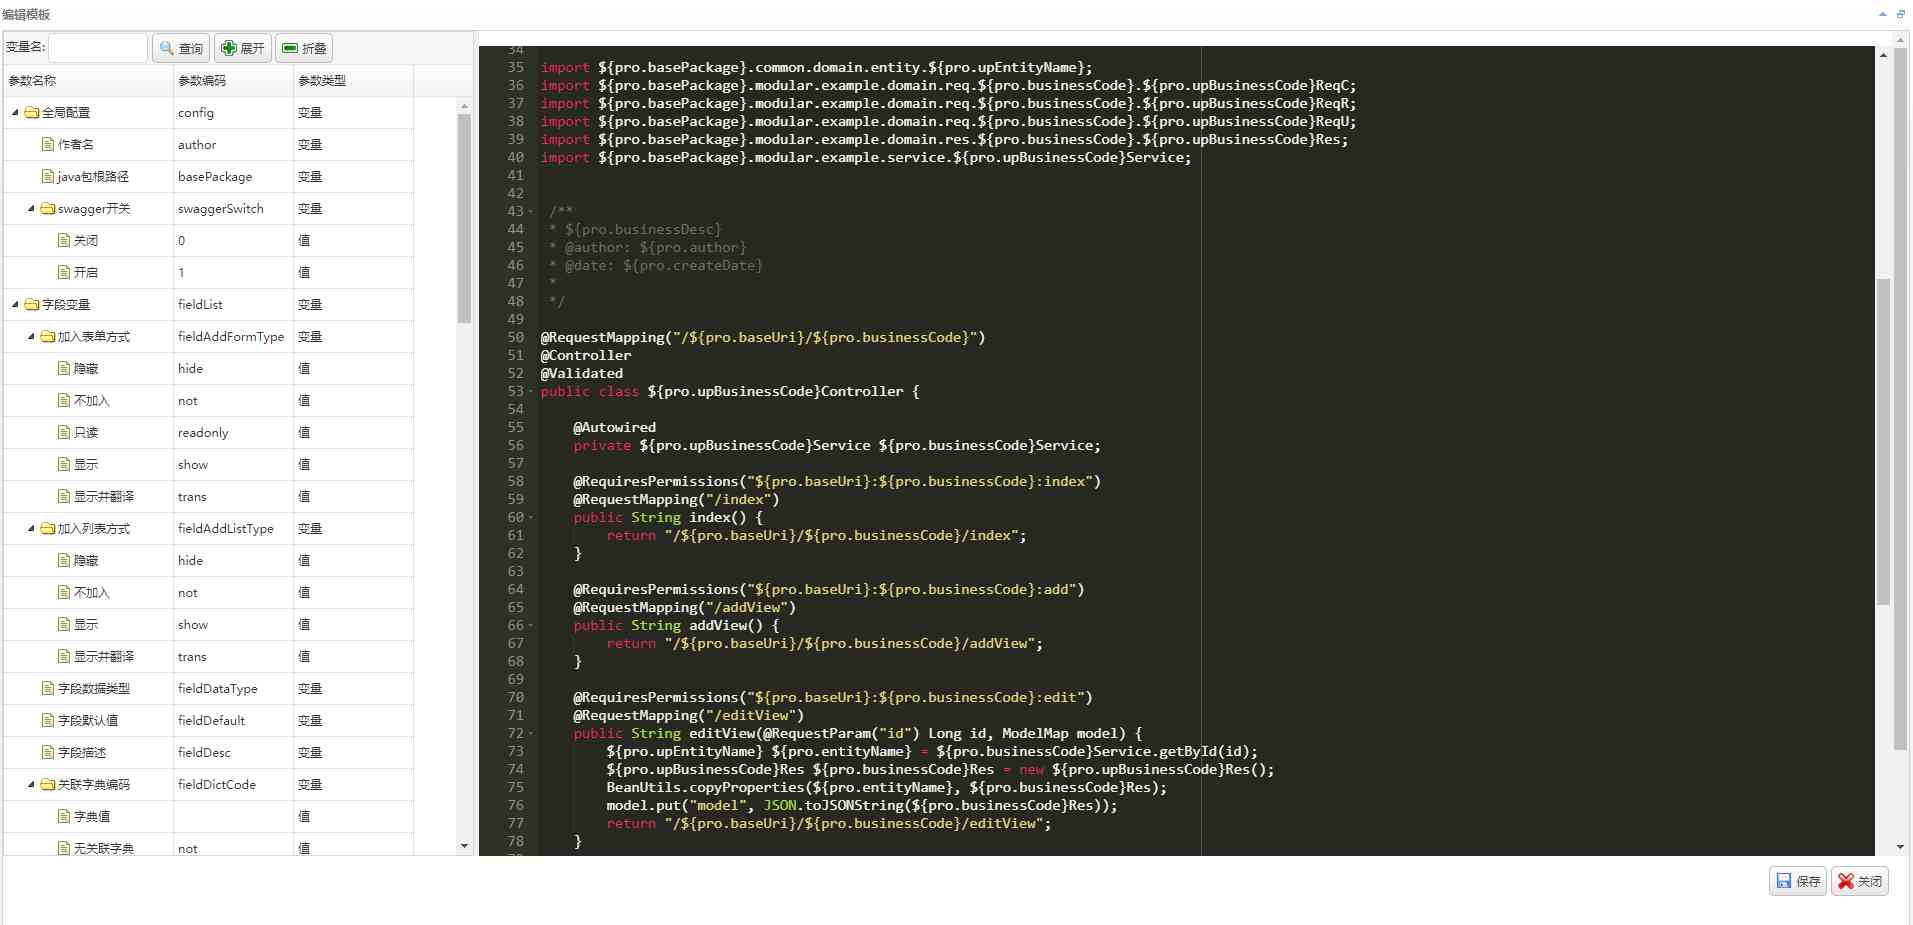 编辑模板
变量名:
查询
展开
折叠
参数名称 参数编码 参数类型
全局配置 config 变量
作者名 author 变量
java包根路径 basePackage 变量
swagger开关 swaggerSwitch 变量
关闭 0 值
开启 1 值
字段变量 fieldList 变量
加入表单方式 fieldAddFormType 变量
隐藏 hide 值
不加入 not 值
只读 readonly 值
显示 show 值
显示并翻译 trans 值
加入列表方式 fieldAddListType 变量
隐藏 hide 值
不加入 not 值
显示 show 值
显示并翻译 trans 值
字段数据类型 fieldDataType 变量
字段默认值 fieldDefault 变量
字段描述 fieldDesc 变量
关联字典编码 fieldDictCode 变量
字典值 值
无关联字典 not 值
34
35 import ${pro.basePackage}.common.domain.entity.${pro.upEntityName};
36 import ${pro.basePackage}.modular.example.domain.req.${pro.businessCode}.${pro.upBusinessCode}ReqC;
37 import ${pro.basePackage}.modular.example.domain.req.${pro.businessCode}.${pro.upBusinessCode}ReqR;
38 import ${pro.basePackage}.modular.example.domain.req.${pro.businessCode}.${pro.upBusinessCode}ReqU;
39 import ${pro.basePackage}.modular.example.domain.res.${pro.businessCode}.${pro.upBusinessCode}Res;
40 import ${pro.basePackage}.modular.example.service.${pro.upBusinessCode}Service;
41
42
43 /**
44 * ${pro.businessDesc}
45 * @author: ${pro.author}
46 * @date: ${pro.createDate}
47 *
48 */
49
50 @RequestMapping("/${pro.baseUri}/${pro.businessCode}")
51 @Controller
52 @Validated
53 public class ${pro.upBusinessCode}Controller {
54
55 @Autowired
56 private ${pro.upBusinessCode}Service ${pro.businessCode}Service;
57
58 @RequiresPermissions("${pro.baseUri}:${pro.businessCode}:index")
59 @RequestMapping("/index")
60 public String index() {
61 return "/${pro.baseUri}/${pro.businessCode}/index";
62 }
63
64 @RequiresPermissions("${pro.baseUri}:${pro.businessCode}:add")
65 @RequestMapping("/addView")
66 public String addView() {
67 return "/${pro.baseUri}/${pro.businessCode}/addView";
68 }
69
70 @RequiresPermissions("${pro.baseUri}:${pro.businessCode}:edit")
71 @RequestMapping("/editView")
72 public String editView(@RequestParam("id") Long id, ModelMap model) {
73 ${pro.upEntityName} ${pro.entityName} = ${pro.businessCode}Service.getById(id);
74 ${pro.upBusinessCode}Res ${pro.businessCode}Res = new ${pro.upBusinessCode}Res();
75 BeanUtils.copyProperties(${pro.entityName}, ${pro.businessCode}Res);
76 model.put("model", JSON.toJSONString(${pro.businessCode}Res));
77 return "/${pro.baseUri}/${pro.businessCode}/editView";
78 }
保存
关闭